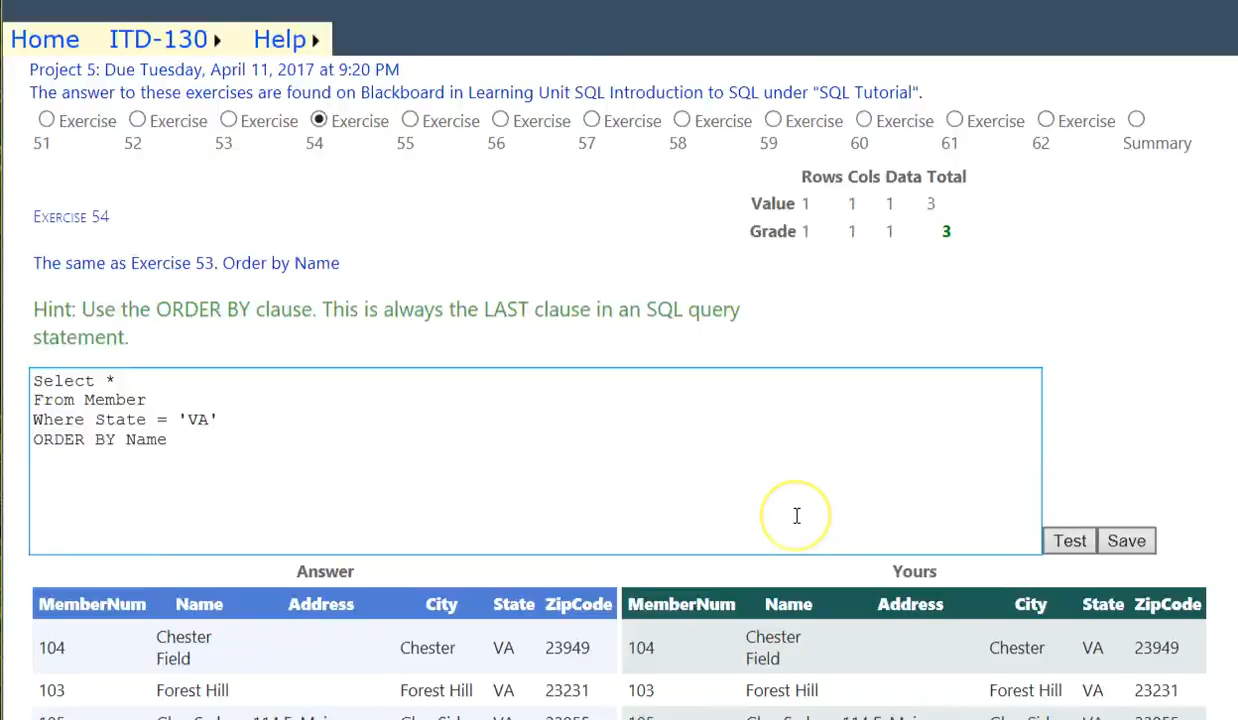 Home ITD-130 Help
Project 5: Due Tuesday, April 11, 2017 at 9:20 PM
The answer to these exercises are found on Blackboard in Learning Unit SQL Introduction to SQL under "SQL Tutorial".
Exercise Exercise Exercise Exercise Exercise Exercise Exercise Exercise Exercise Exercise Exercise Exercise
51 52 53 54 55 56 57 58 59 60 61 62 Summary
Rows Cols Data Total
Value 1 1 1 3
Grade 1 1 1 3
Exercise 54
The same as Exercise 53. Order by Name
Hint: Use the ORDER BY clause. This is always the LAST clause in an SQL query
statement.
Select *
From Member
Where State = 'VA'
ORDER BY Name
Test Save
Answer Yours
MemberNum Name Address City State ZipCode MemberNum Name Address City State ZipCode
104 Chester Field Chester VA 23949 104 Chester Field Chester VA 23949
103 Forest Hill Forest Hill VA 23231 103 Forest Hill Forest Hill VA 23231